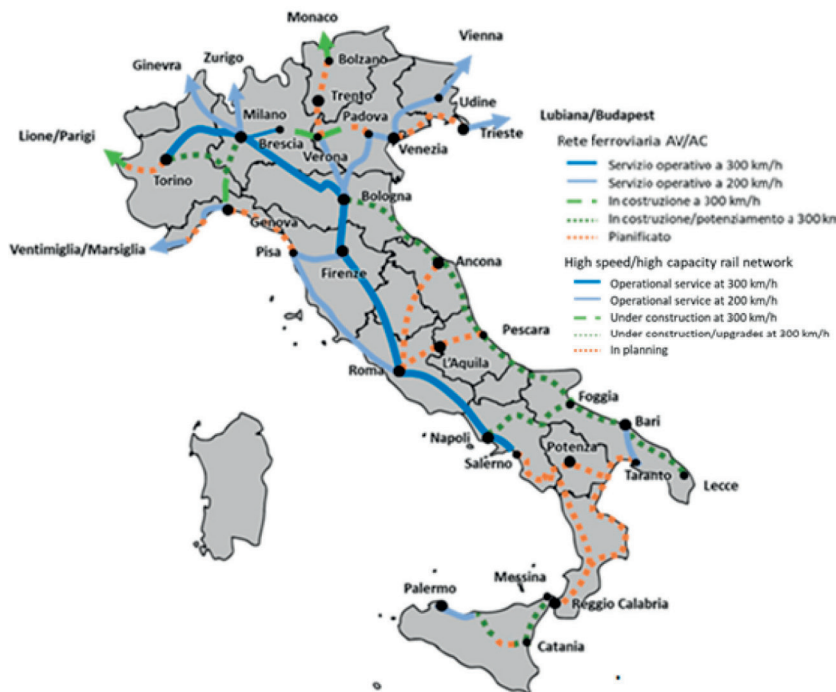 Monaco
Vienna
Ginevra
Zurigo
Bolzano
Trento
Udine
Milano
Padova
Lubiana/Budapest
Lione/Parigi
Brescia
Venezia
Trieste
Verona
Torino
Bologna
Genova
Ventimiglia/Marsiglia
Pisa
Firenze
Ancona
Pescara
L'Aquila
Roma
Foggia
Bari
Napoli
Potenza
Salerno
Taranto
Lecce
Messina
Palermo
Reggio Calabria
Catania
Rete ferroviaria AV/AC
Servizio operativo a 300 km/h
Servizio operativo a 200 km/h
In costruzione a 300 km/h
In costruzione/potenziamento a 300km
Pianificato
High speed/high capacity rail network
Operational service at 300 km/h
Operational service at 200 km/h
Under construction at 300 km/h
Under construction/upgrades at 300 km/h
In planning